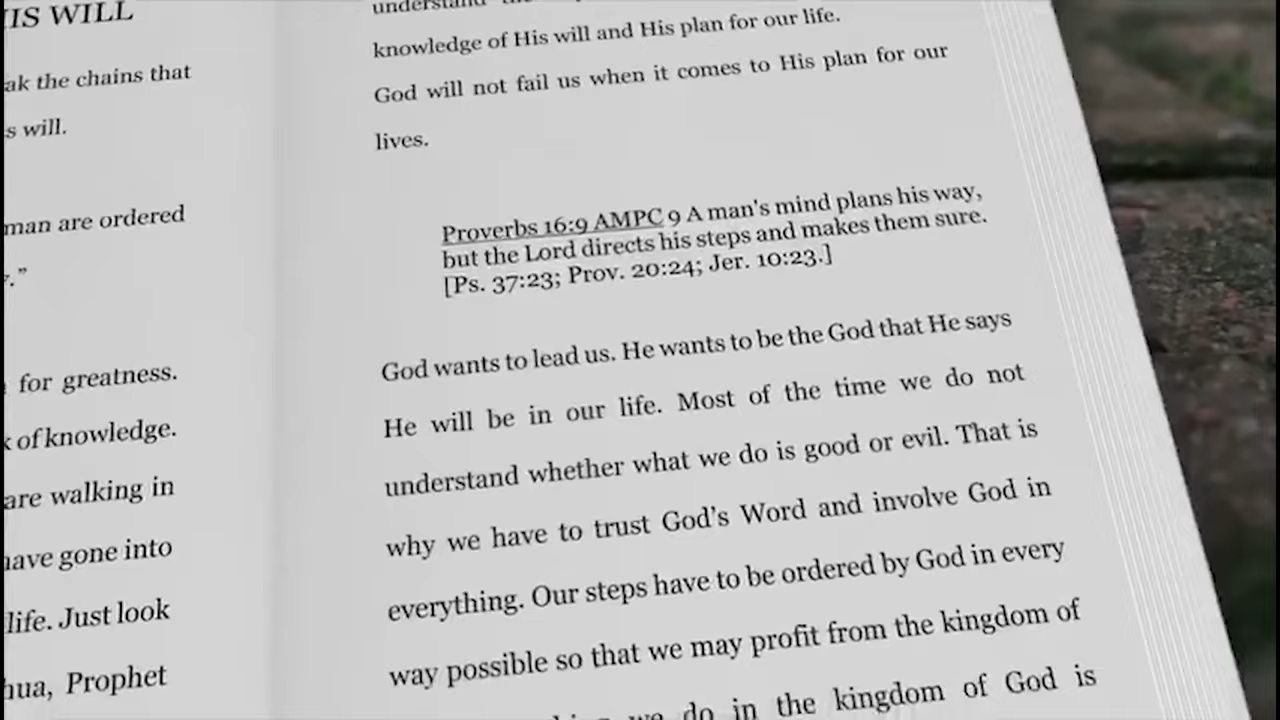 IS WILL
ak the chains that
s will.
man are ordered
.”
for greatness.
of knowledge.
are walking in
have gone into
life. Just look
hua, Prophet
understand the
knowledge of His will and His plan for our life.
God will not fail us when it comes to His plan for our
lives.
Proverbs 16:9 AMPC 9 A man's mind plans his way,
but the Lord directs his steps and makes them sure.
[Ps. 37:23; Prov. 20:24; Jer. 10:23.]
God wants to lead us. He wants to be the God that He says
He will be in our life. Most of the time we do not
understand whether what we do is good or evil. That is
why we have to trust God’s Word and involve God in
everything. Our steps have to be ordered by God in every
way possible so that we may profit from the kingdom of
we do in the kingdom of God is